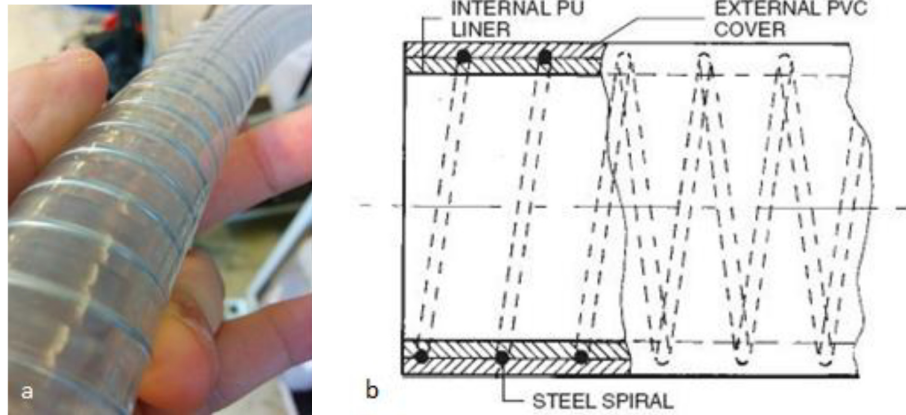 INTERNAL PU
LINER
EXTERNAL PVC
COVER
STEEL SPIRAL
a
b